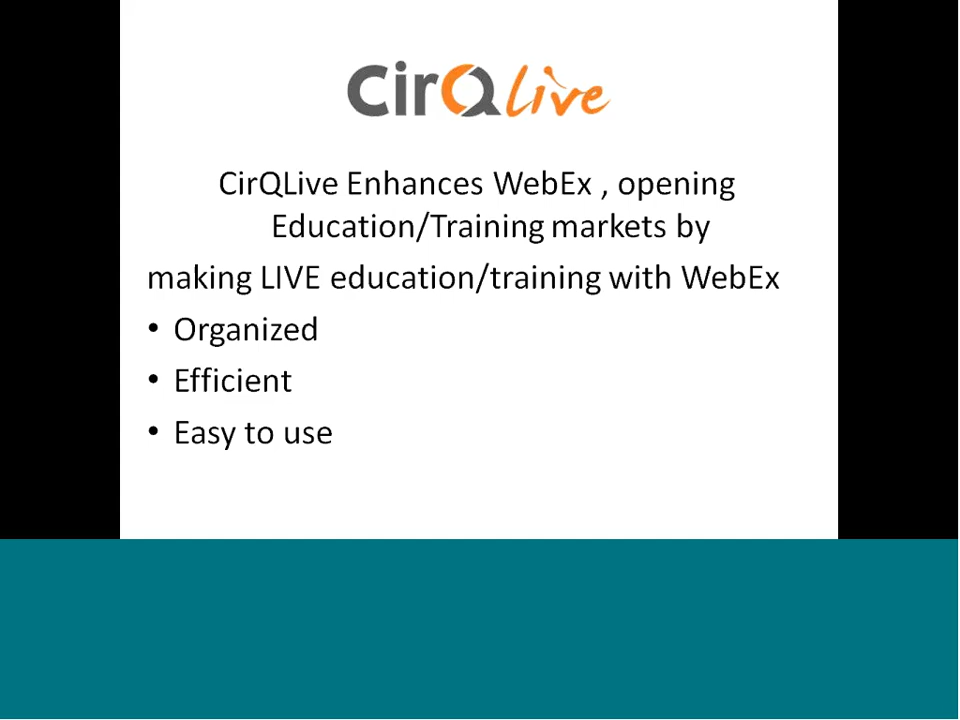 CirQlive
CirQLive Enhances WebEx , opening
Education/Training markets by
making LIVE education/training with WebEx
• Organized
• Efficient
• Easy to use